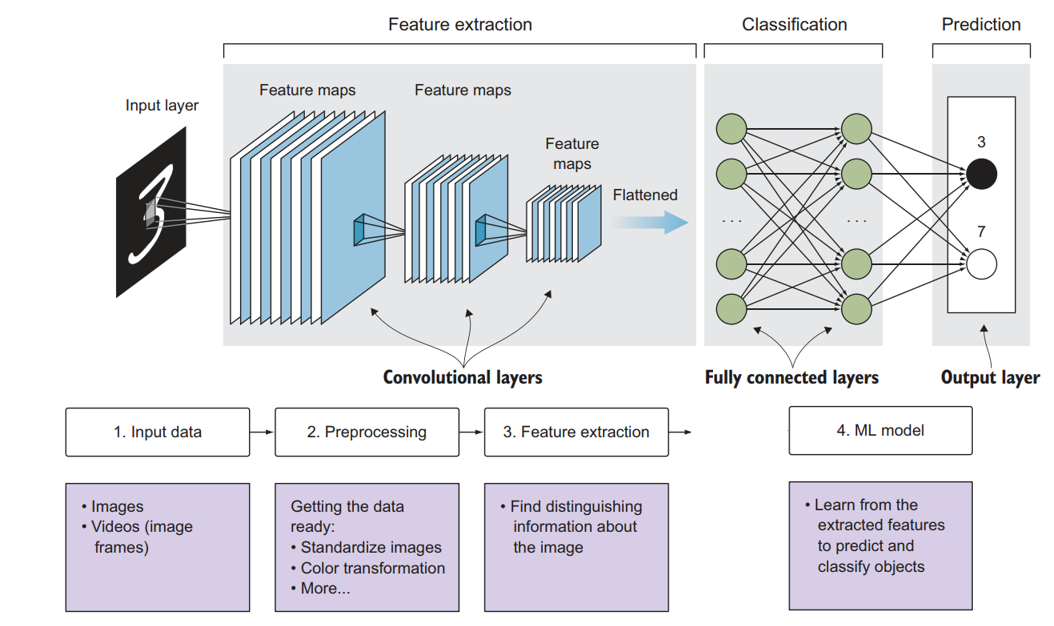 Feature extraction
Classification
Prediction
Input layer
Feature maps
Feature maps
Feature
maps
Flattened
3
. . .
. . .
7
3
Convolutional layers
Fully connected layers
Output layer
1. Input data
2. Preprocessing
3. Feature extraction
4. ML model
• Images
• Videos (image
frames)
Getting the data
ready:
• Standardize images
• Color transformation
• More...
• Find distinguishing
information about
the image
• Learn from the
extracted features
to predict and
classify objects